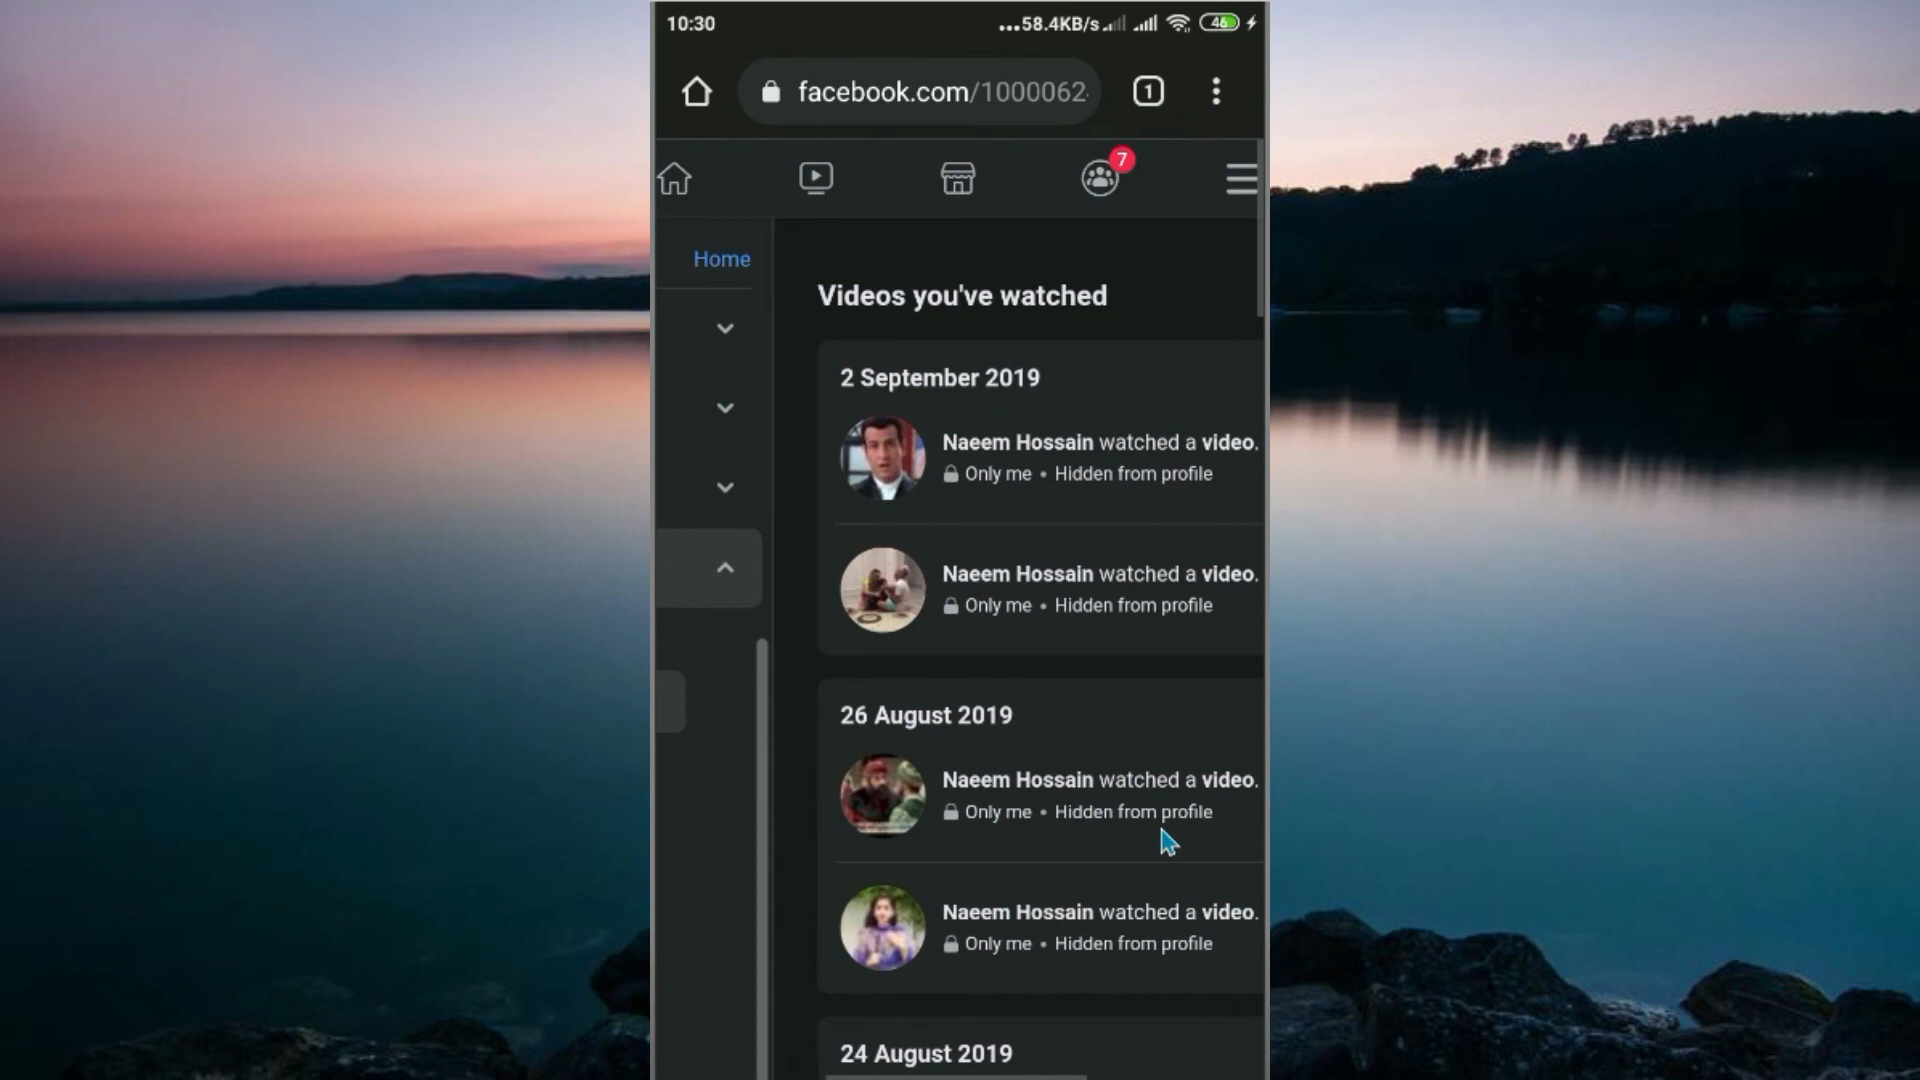 10:30
...58.4KB/s
46
facebook.com/1000062
1
7
Home
Videos you've watched
2 September 2019
Naeem Hossain watched a video.
Only me • Hidden from profile
Naeem Hossain watched a video.
Only me • Hidden from profile
26 August 2019
Naeem Hossain watched a video.
Only me • Hidden from profile
Naeem Hossain watched a video.
Only me • Hidden from profile
24 August 2019